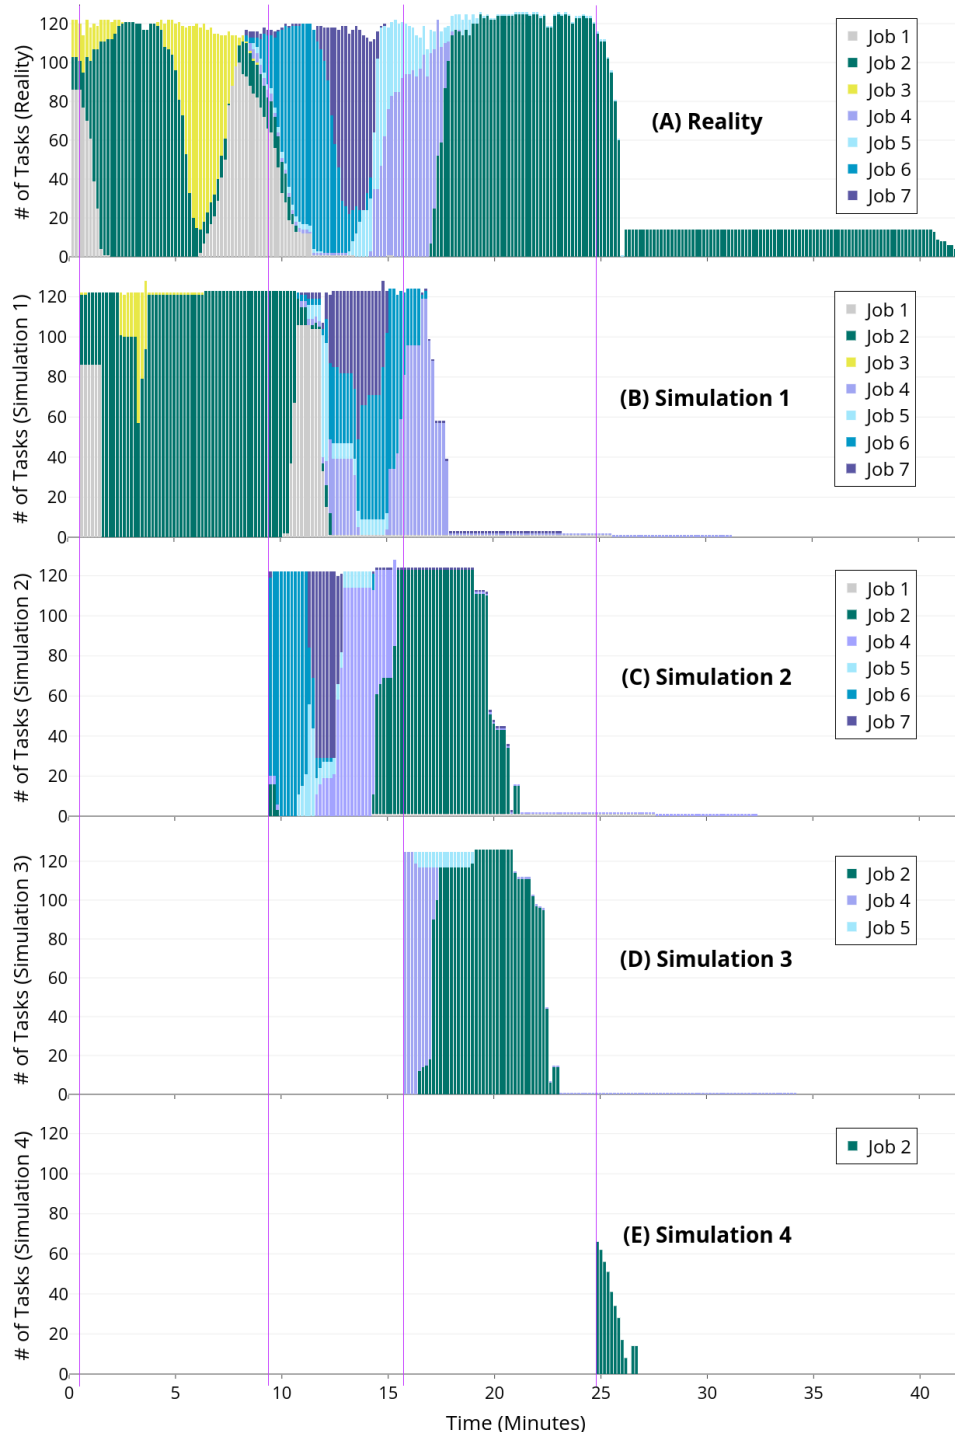 # of Tasks (Reality)
120
100
80
60
40
20
0
(A) Reality
Job 1
Job 2
Job 3
Job 4
Job 5
Job 6
Job 7
# of Tasks (Simulation 1)
120
100
80
60
40
20
0
(B) Simulation 1
Job 1
Job 2
Job 3
Job 4
Job 5
Job 6
Job 7
# of Tasks (Simulation 2)
120
100
80
60
40
20
0
(C) Simulation 2
Job 1
Job 2
Job 4
Job 5
Job 6
Job 7
# of Tasks (Simulation 3)
120
100
80
60
40
20
0
(D) Simulation 3
Job 2
Job 4
Job 5
# of Tasks (Simulation 4)
120
100
80
60
40
20
0
(E) Simulation 4
Job 2
0 5 10 15 20 25 30 35 40
Time (Minutes)